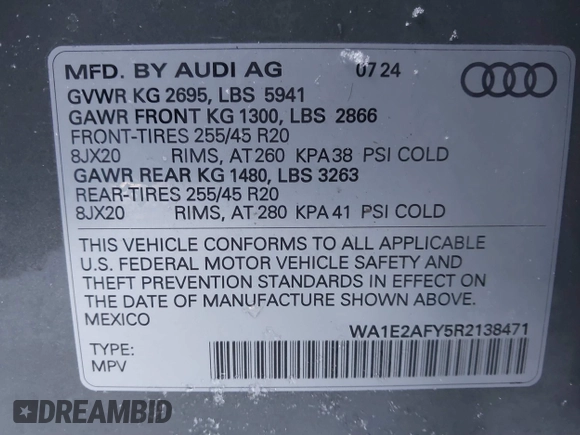 MFD. BY AUDI AG 07 24
GVWR KG 2695, LBS 5941
GAWR FRONT KG 1300, LBS 2866
FRONT-TIRES 255/45 R20
8JX20 RIMS, AT 260 KPA 38 PSI COLD
GAWR REAR KG 1480, LBS 3263
REAR-TIRES 255/45 R20
8JX20 RIMS, AT 280 KPA 41 PSI COLD
THIS VEHICLE CONFORMS TO ALL APPLICABLE
U.S. FEDERAL MOTOR VEHICLE SAFETY AND
THEFT PREVENTION STANDARDS IN EFFECT ON
THE DATE OF MANUFACTURE SHOWN ABOVE.
MEXICO
WA1E2AFY5R2138471
TYPE:
MPV
DREAMBID